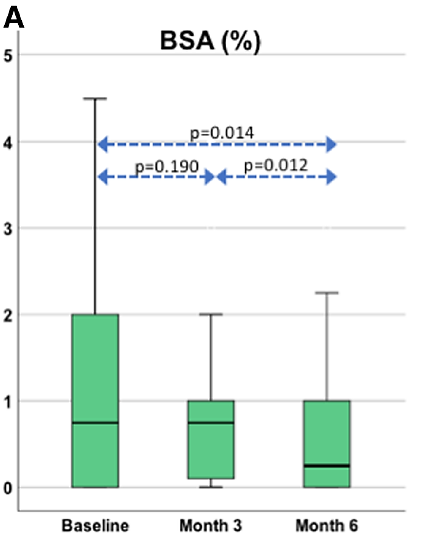 A
BSA (%)
5
4
p=0.014
p=0.190 p=0.012
3
2
1
0
Baseline Month 3 Month 6